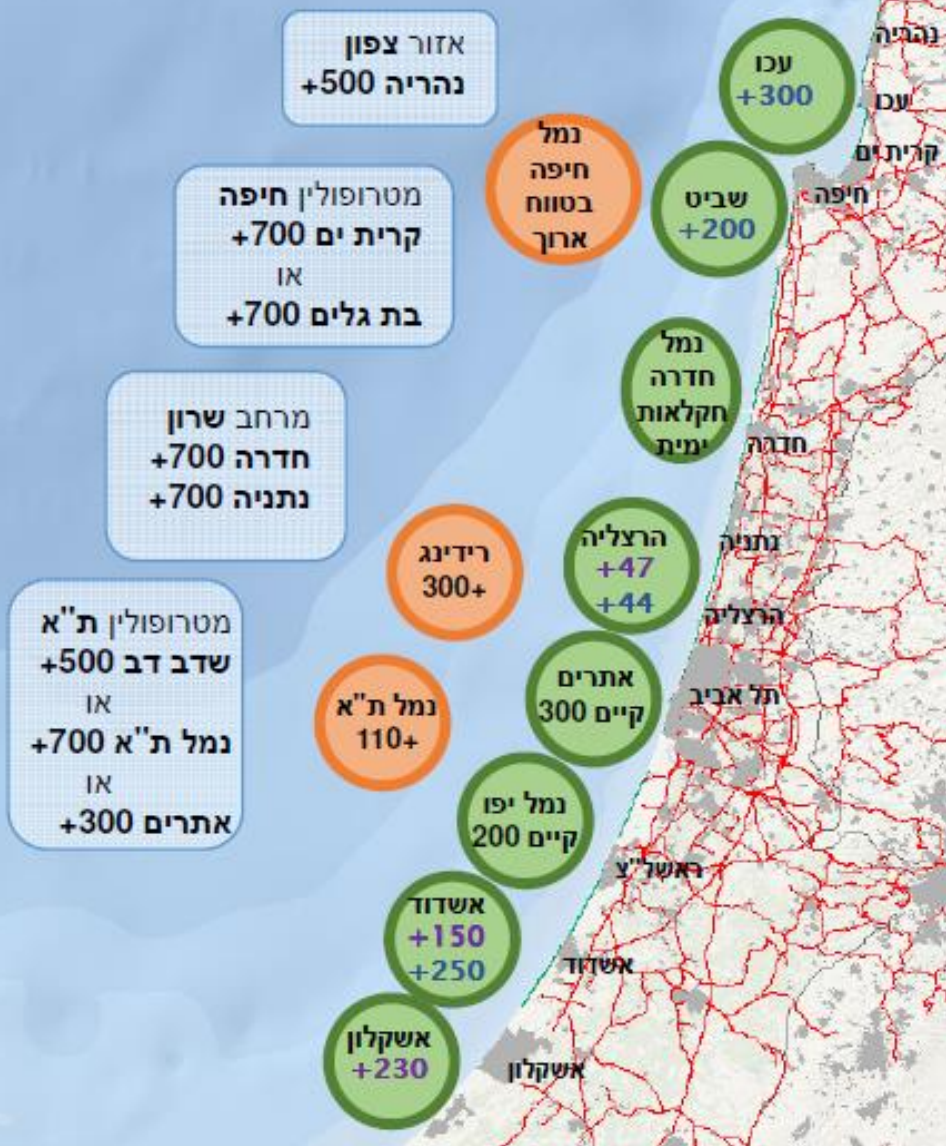 אזור צפון
נהריה 500+
מטרופולין חיפה
קרית ים 700+
או
בת גלים 700+
מרחב שרון
חדרה 700+
נתניה 700+
מטרופולין ת"א
שדב דב 500+
או
נמל ת"א 700+
או
אתרים 300+
נמל
חיפה
בטווח
ארוך
רידינג
300+
נמל ת"א
110+
עכו
+300
שביט
+200
נמל
חדרה
חקלאות
ימית
הרצליה
+47
+44
אתרים
קיים 300
נמל יפו
קיים 200
אשדוד
+150
+250
אשקלון
+230
נהריה
עכו
קרית ים
חיפה
חדרה
נתניה
הרצליה
תל אביב
ראשל"צ
אשדוד
אשקלון